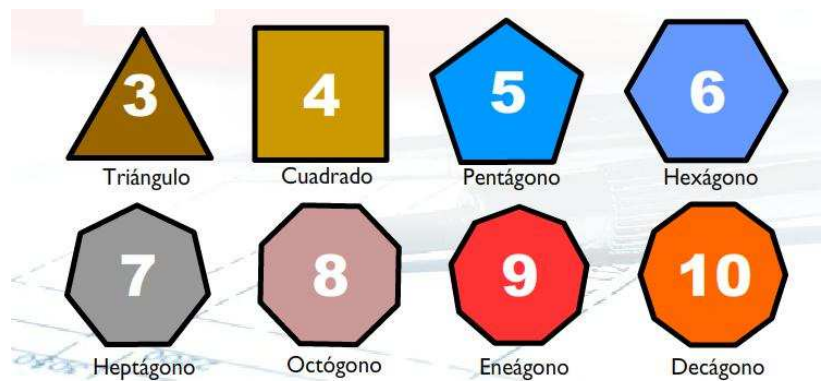 3 4 5 6
Triángulo Cuadrado Pentágono Hexágono
7 8 9 10
Heptágono Octógono Eneágono Decágono